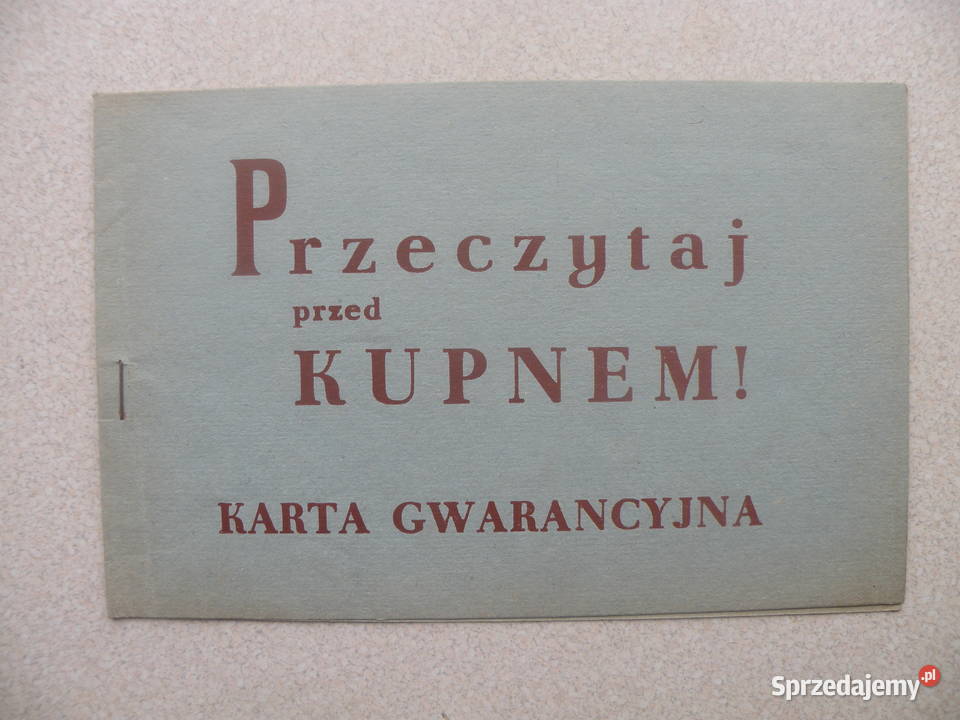 Przeczytaj
przed
KUPNEM!
KARTA GWARANCYJNA
Sprzedajemy.pl